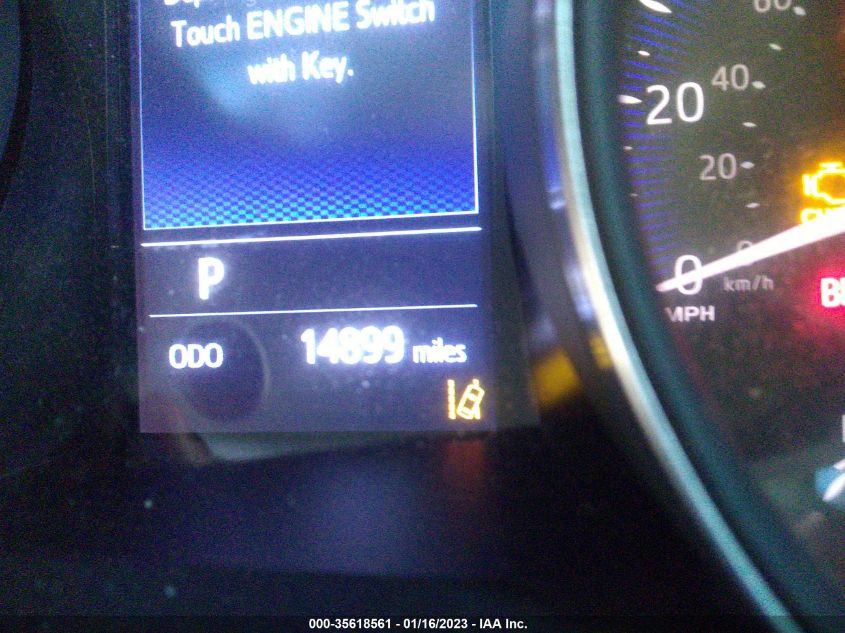 Touch ENGINE Switch
with Key.
P
ODO 14899 miles
60
40
20
20
0
0
km/h
MPH
000-35618561 - 01/16/2023 - IAA Inc.